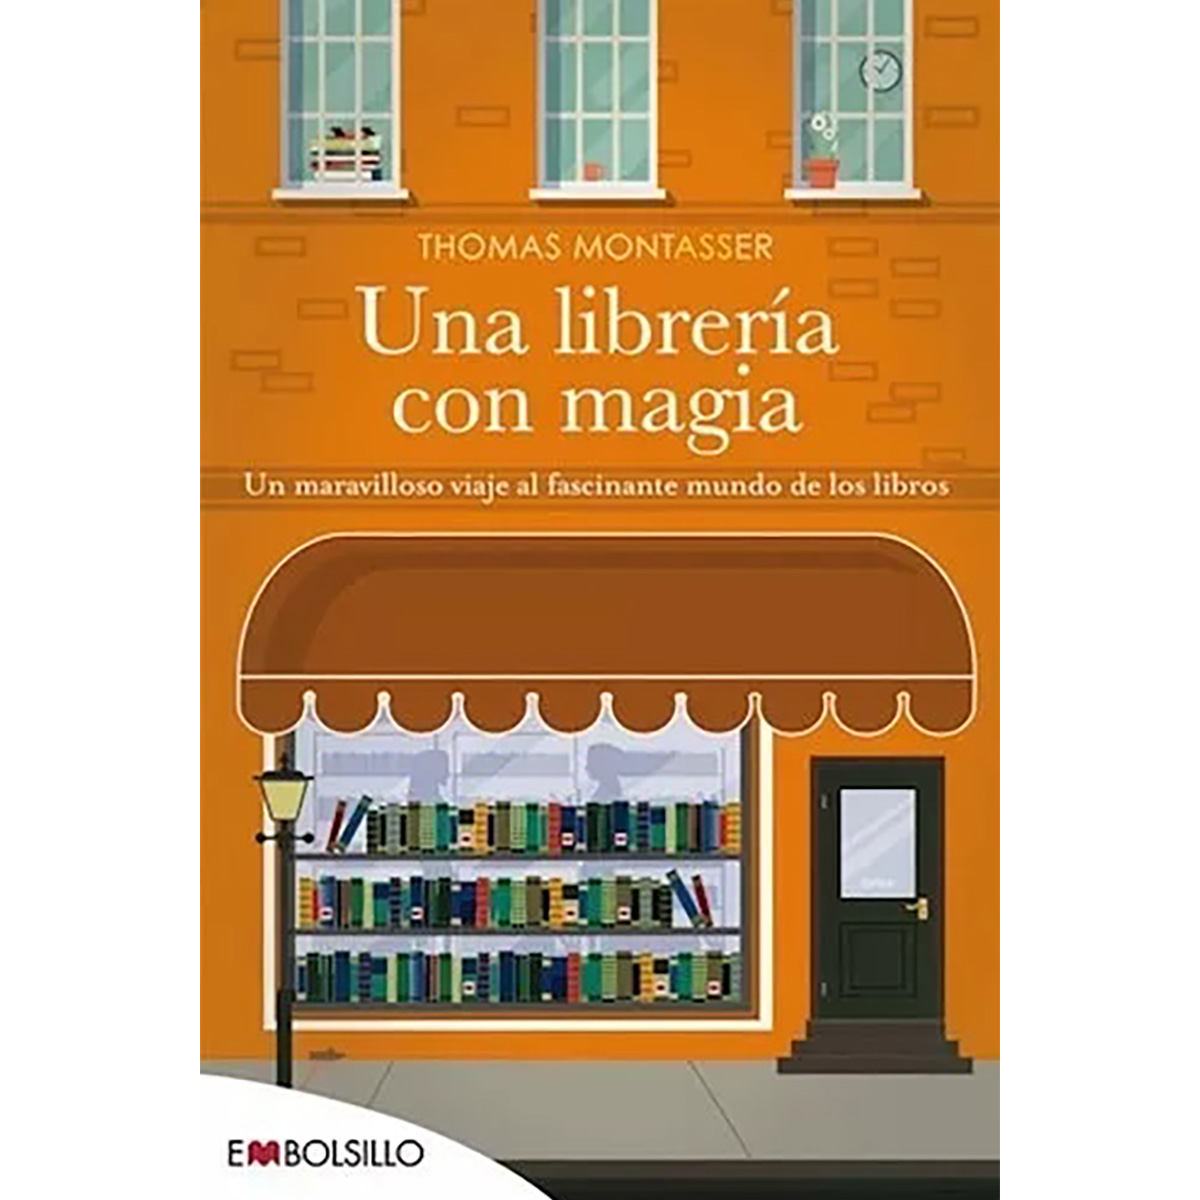 THOMAS MONTASSER
Una librería
con magia
Un maravilloso viaje al fascinante mundo de los libros
EMBOLSILLO